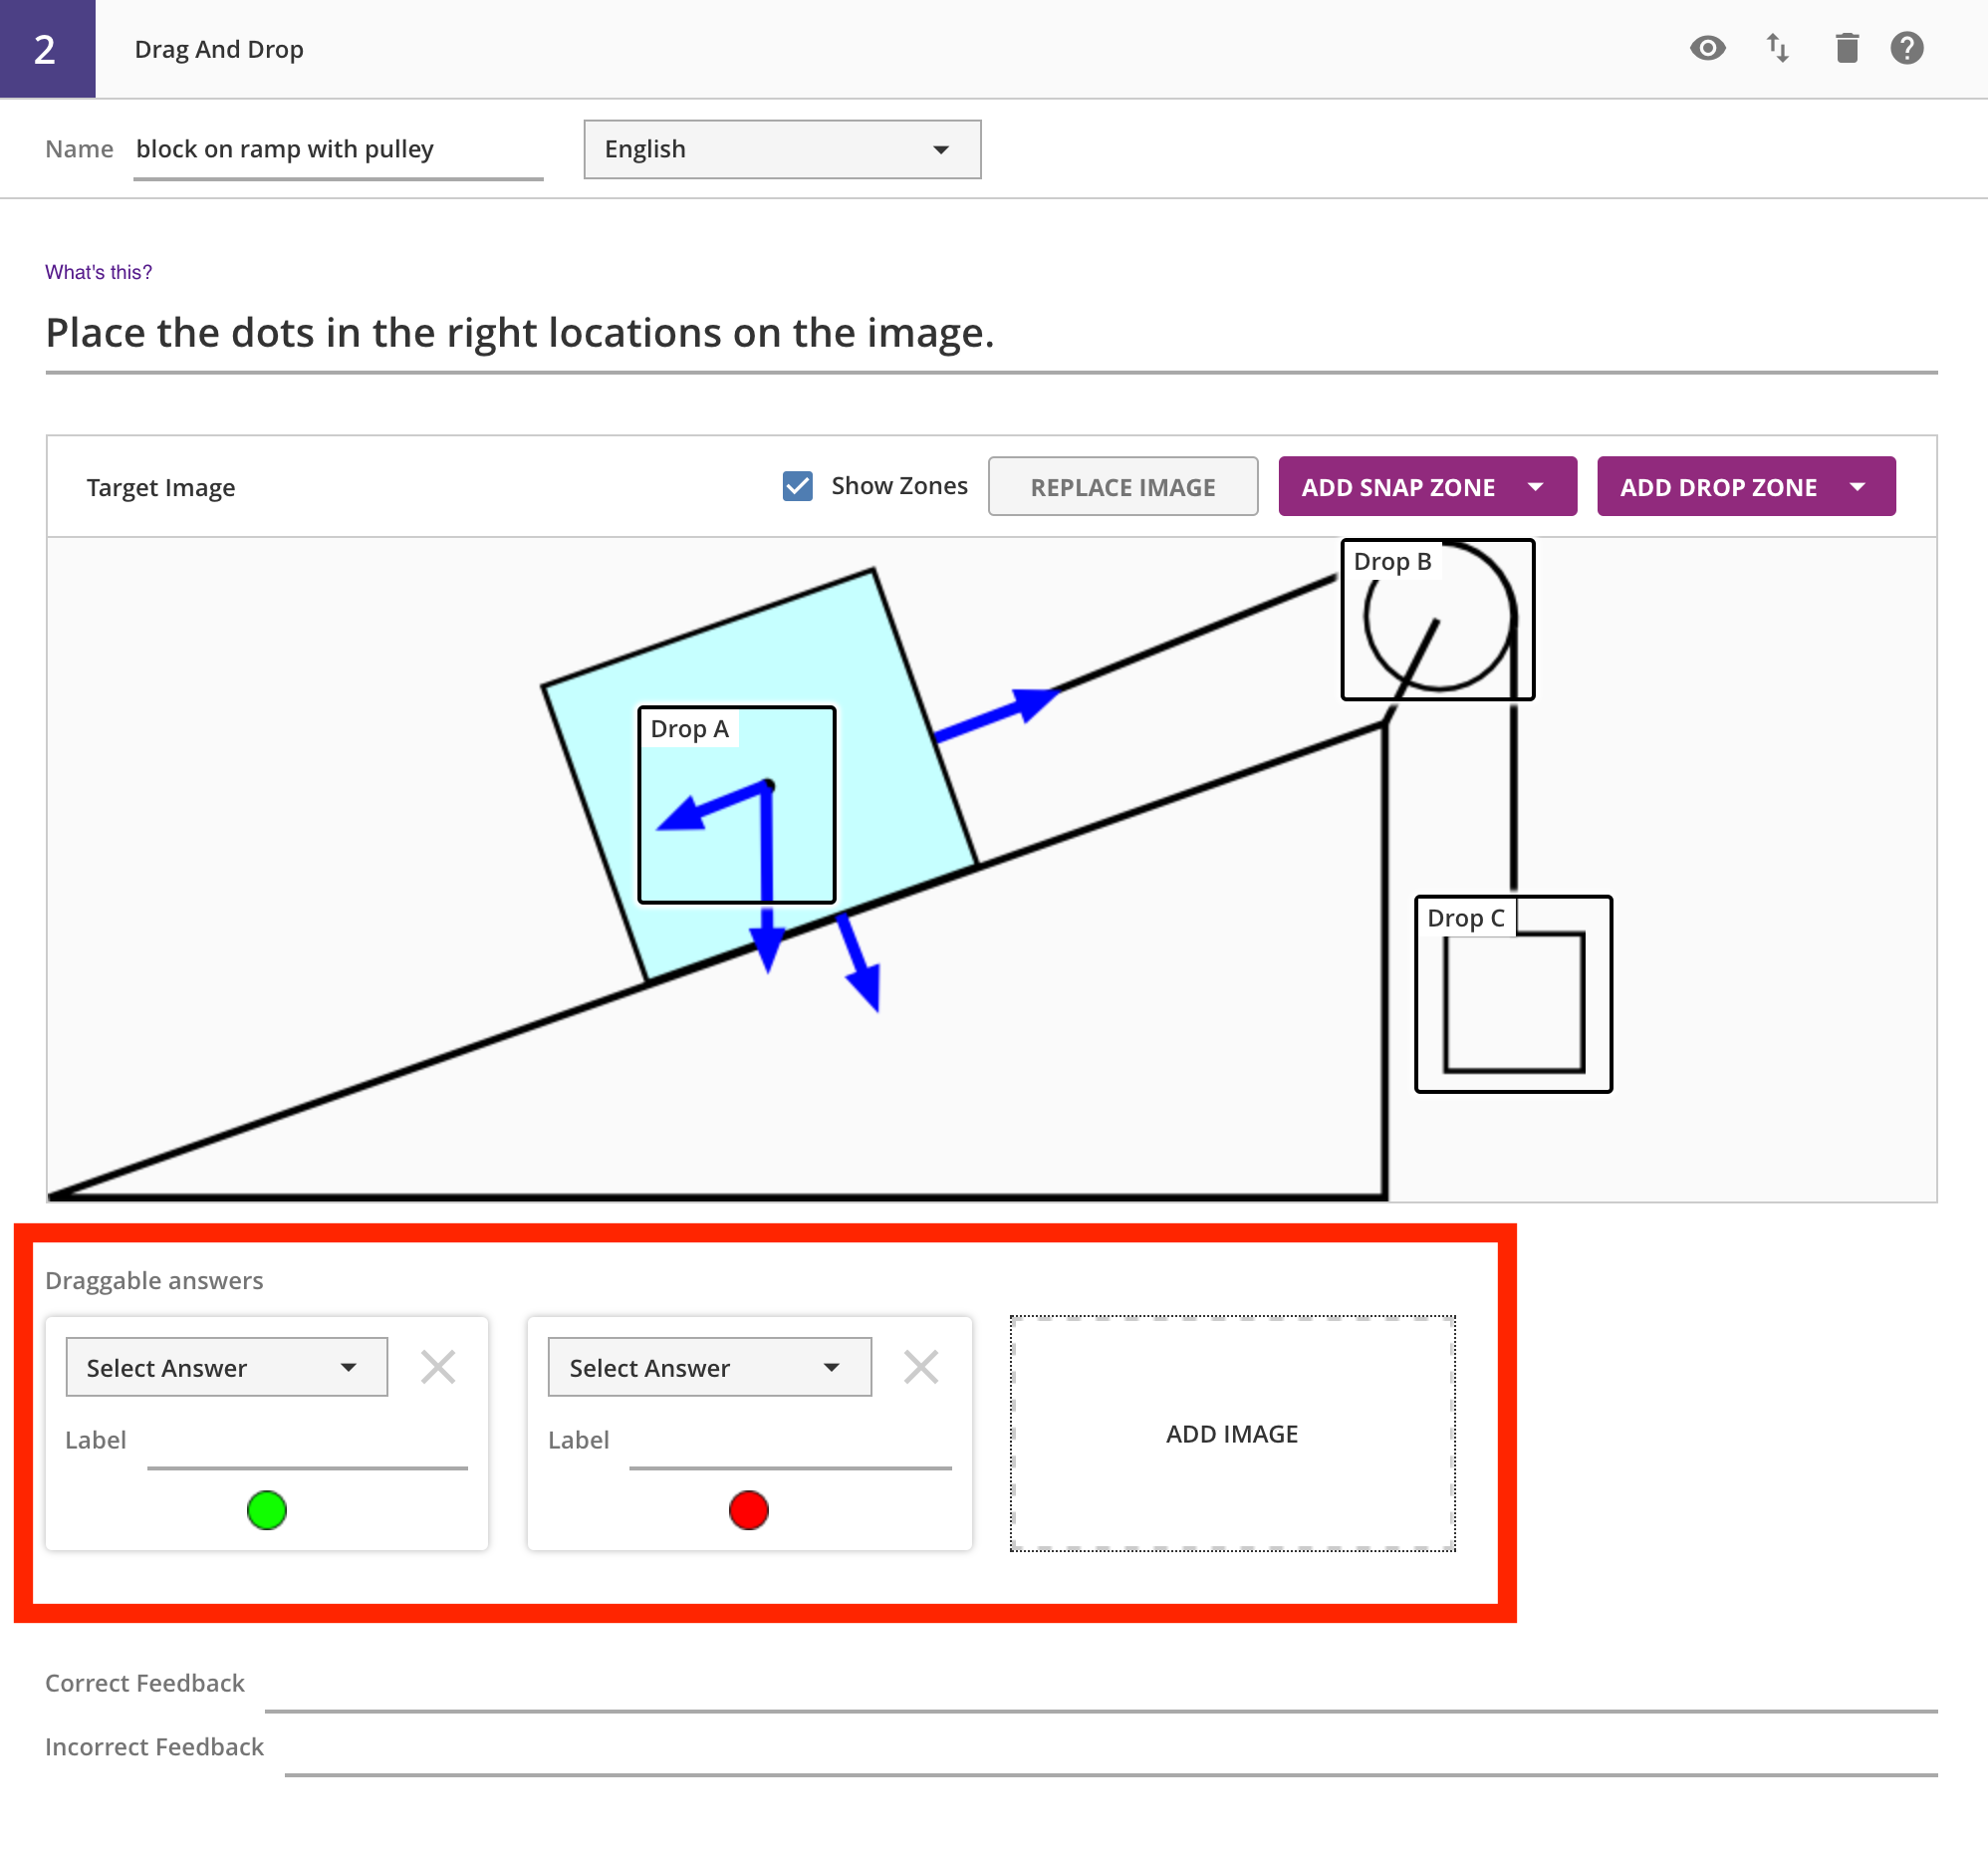 2 Drag And Drop
Name block on ramp with pulley English
What's this?
Place the dots in the right locations on the image.
Target Image Show Zones REPLACE IMAGE ADD SNAP ZONE ADD DROP ZONE
Drop B
Drop A
Drop C
Draggable answers
Select Answer Select Answer
Label Label
ADD IMAGE
Correct Feedback
Incorrect Feedback